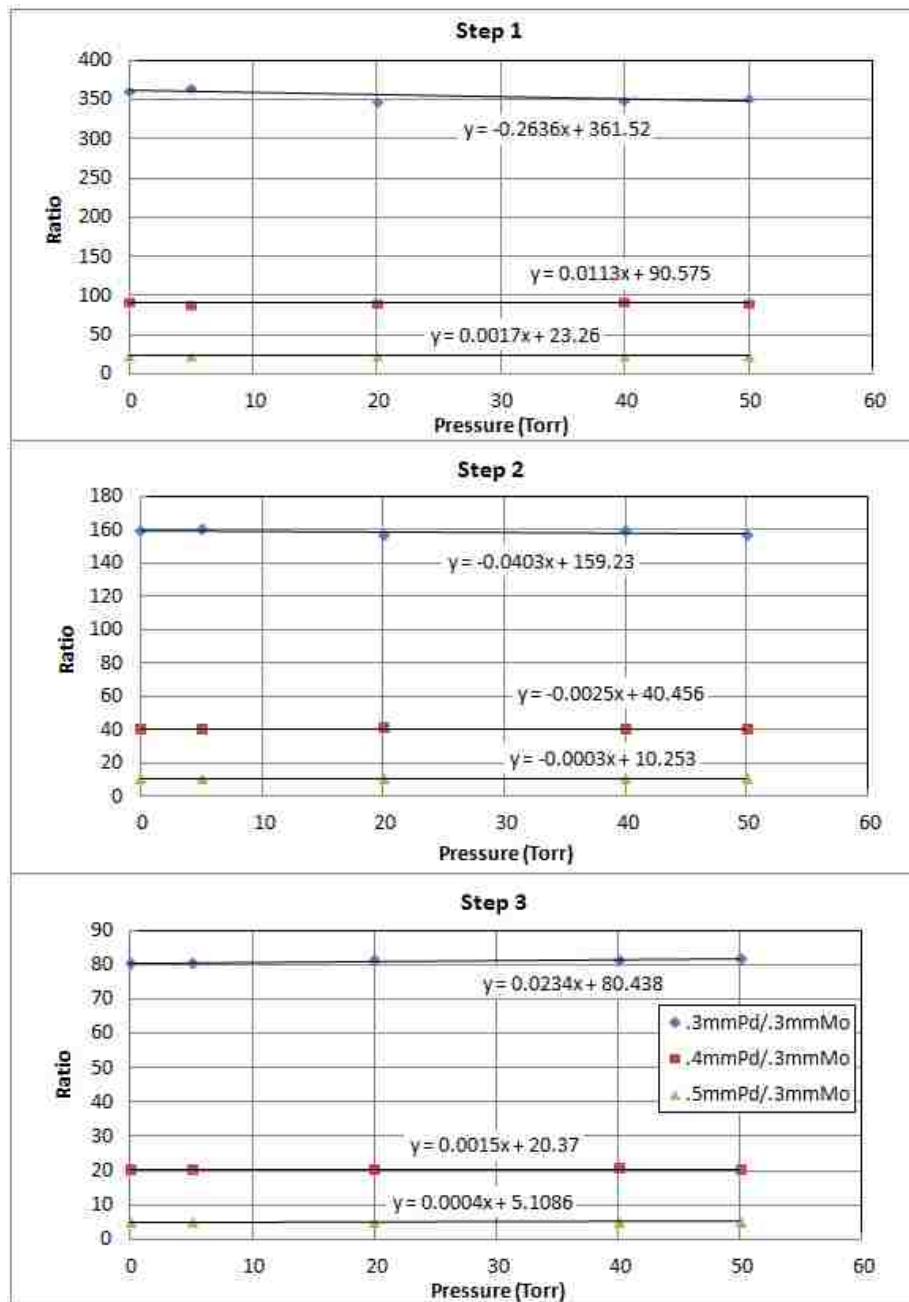 Step 1
400
350
300
250
200
150
100
50
0
Ratio
y = -0.2636x + 361.52
y = 0.0113x + 90.575
y = 0.0017x + 23.26
0 10 20 30 40 50 60
Pressure (Torr)
Step 2
180
160
140
120
100
80
60
40
20
0
Ratio
y = -0.0403x + 159.23
y = -0.0025x + 40.456
y = -0.0003x + 10.253
0 10 20 30 40 50 60
Pressure (Torr)
Step 3
90
80
70
60
50
40
30
20
10
0
Ratio
y = 0.0234x + 80.438
.3mmPd/.3mmMo
.4mmPd/.3mmMo
.5mmPd/.3mmMo
y = 0.0015x + 20.37
y = 0.0004x + 5.1086
0 10 20 30 40 50 60
Pressure (Torr)